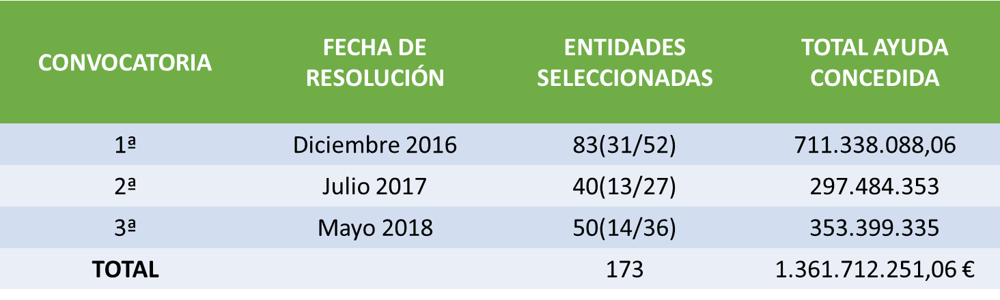 CONVOCATORIA FECHA DE RESOLUCIÓN ENTIDADES SELECCIONADAS TOTAL AYUDA CONCEDIDA
1ª Diciembre 2016 83(31/52) 711.338.088,06
2ª Julio 2017 40(13/27) 297.484.353
3ª Mayo 2018 50(14/36) 353.399.335
TOTAL 173 1.361.712.251,06 €